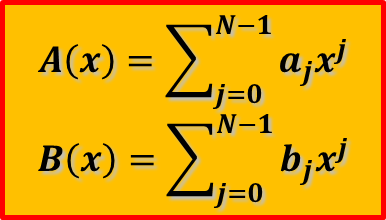 A(x) = ∑_{j=0}^{N−1} a_j x^j
B(x) = ∑_{j=0}^{N−1} b_j x^j